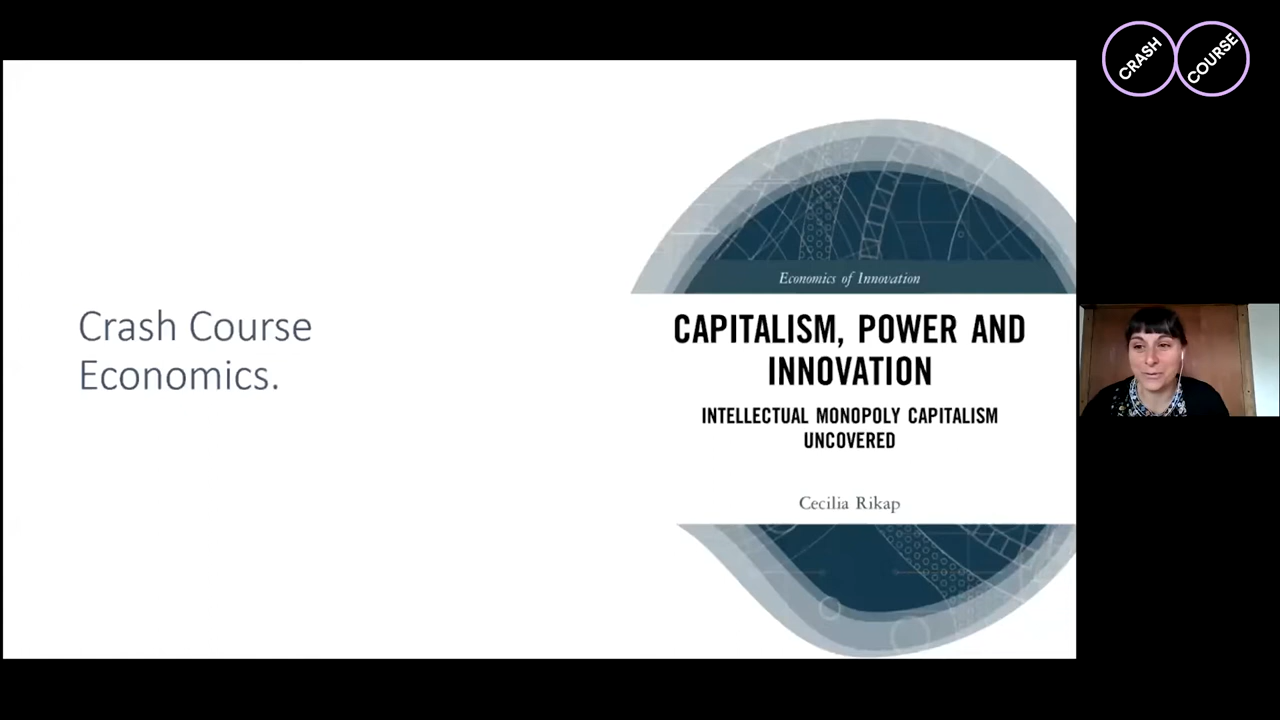 CRASH COURSE
Crash Course
Economics.
Economics of Innovation
CAPITALISM, POWER AND
INNOVATION
INTELLECTUAL MONOPOLY CAPITALISM
UNCOVERED
Cecilia Rikap